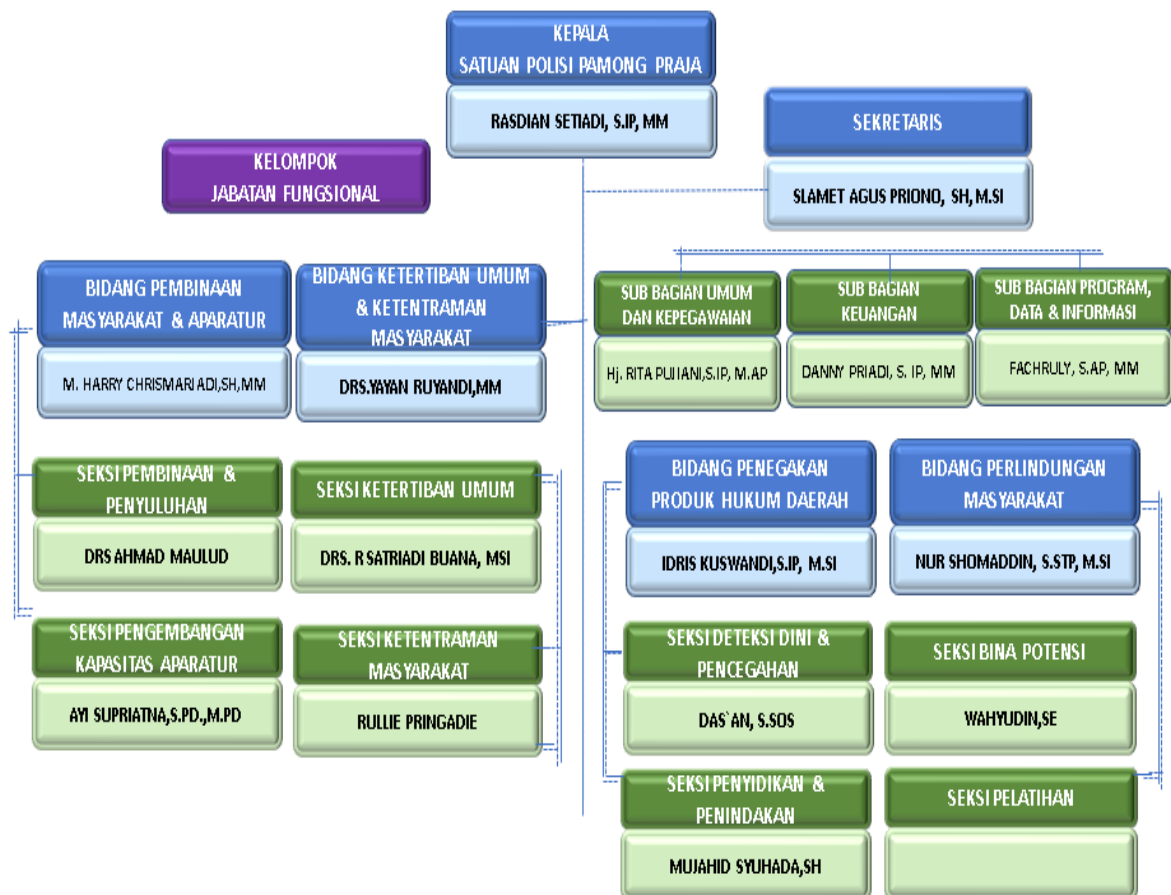 KEPALA
SATUAN POLISI PAMONG PRAJA
RASDIAN SETIADI, S.IP, MM
SEKRETARIS
SLAMET AGUS PRIONO, SH, M.SI
KELOMPOK
JABATAN FUNGSIONAL
BIDANG PEMBINAAN
MASYARAKAT & APARATUR
M. HARRY CHRISMARIADI,SH,MM
BIDANG KETERTIBAN UMUM
& KETENTRAMAN
MASYARAKAT
DRS.YAYAN RUYANDI,MM
SUB BAGIAN UMUM
DAN KEPEGAWAIAN
Hj. RITA PUJIANI,S.IP, M.AP
SUB BAGIAN
KEUANGAN
DANNY PRIADI, S. IP, MM
SUB BAGIAN PROGRAM,
DATA & INFORMASI
FACHRULY, S.AP, MM
SEKSI PEMBINAAN &
PENYULUHAN
DRS AHMAD MAULUD
SEKSI KETERTIBAN UMUM
DRS. R SATRIADI BUANA, MSI
SEKSI PENGEMBANGAN
KAPASITAS APARATUR
AYI SUPRIATNA,S.PD.,M.PD
SEKSI KETENTRAMAN
MASYARAKAT
RULLIE PRINGADIE
BIDANG PENEGAKAN
PRODUK HUKUM DAERAH
IDRIS KUSWANDI,S.IP, M.SI
BIDANG PERLINDUNGAN
MASYARAKAT
NUR SHOMADDIN, S.STP, M.SI
SEKSI DETEKSI DINI &
PENCEGAHAN
DAS`AN, S.SOS
SEKSI BINA POTENSI
WAHYUDIN,SE
SEKSI PENYIDIKAN &
PENINDAKAN
MUJAHID SYUHADA,SH
SEKSI PELATIHAN